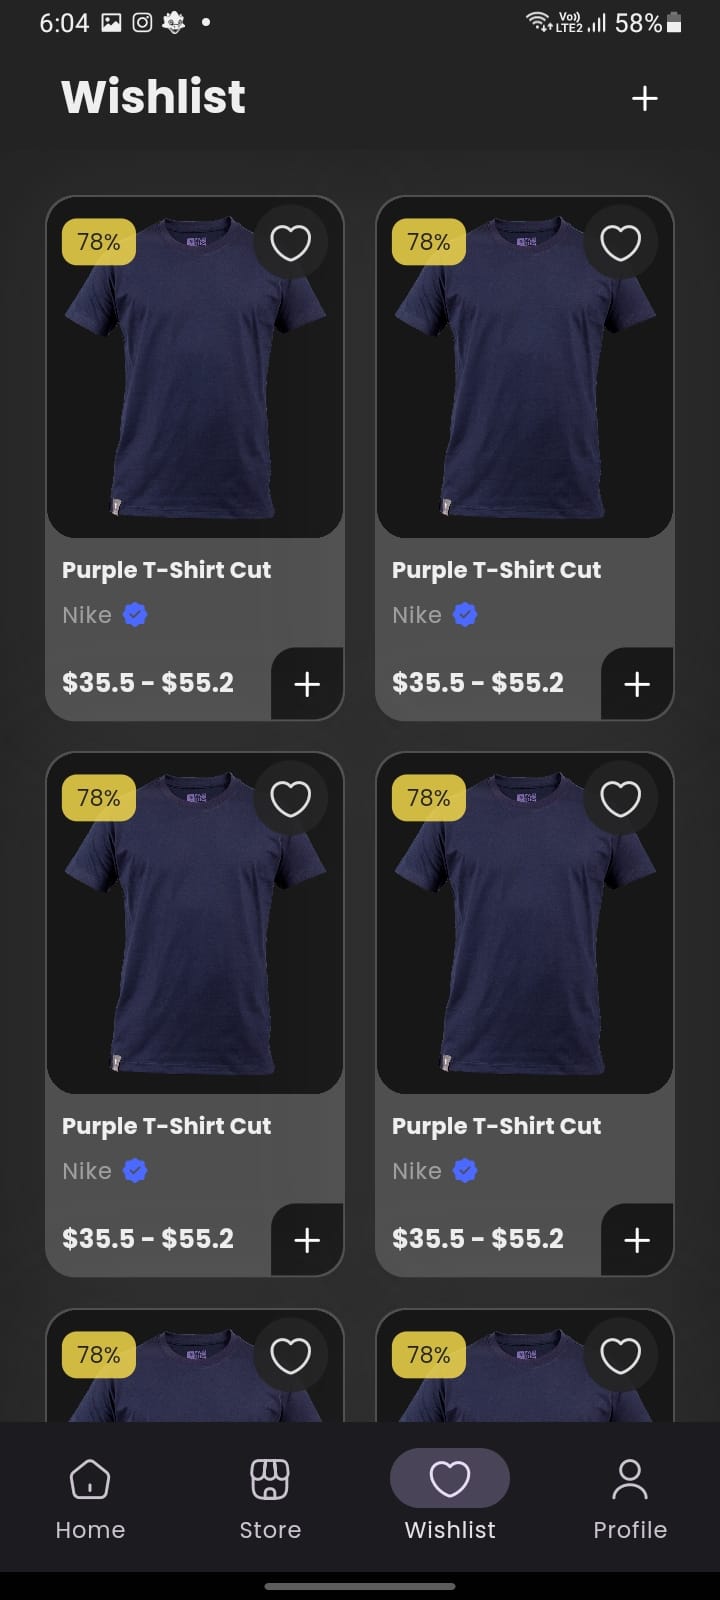 6:04
Vo)) LTE2 58%
Wishlist
78% 78%
Purple T-Shirt Cut Purple T-Shirt Cut
Nike Nike
$35.5 - $55.2 $35.5 - $55.2
78% 78%
Purple T-Shirt Cut Purple T-Shirt Cut
Nike Nike
$35.5 - $55.2 $35.5 - $55.2
78% 78%
Home Store Wishlist Profile